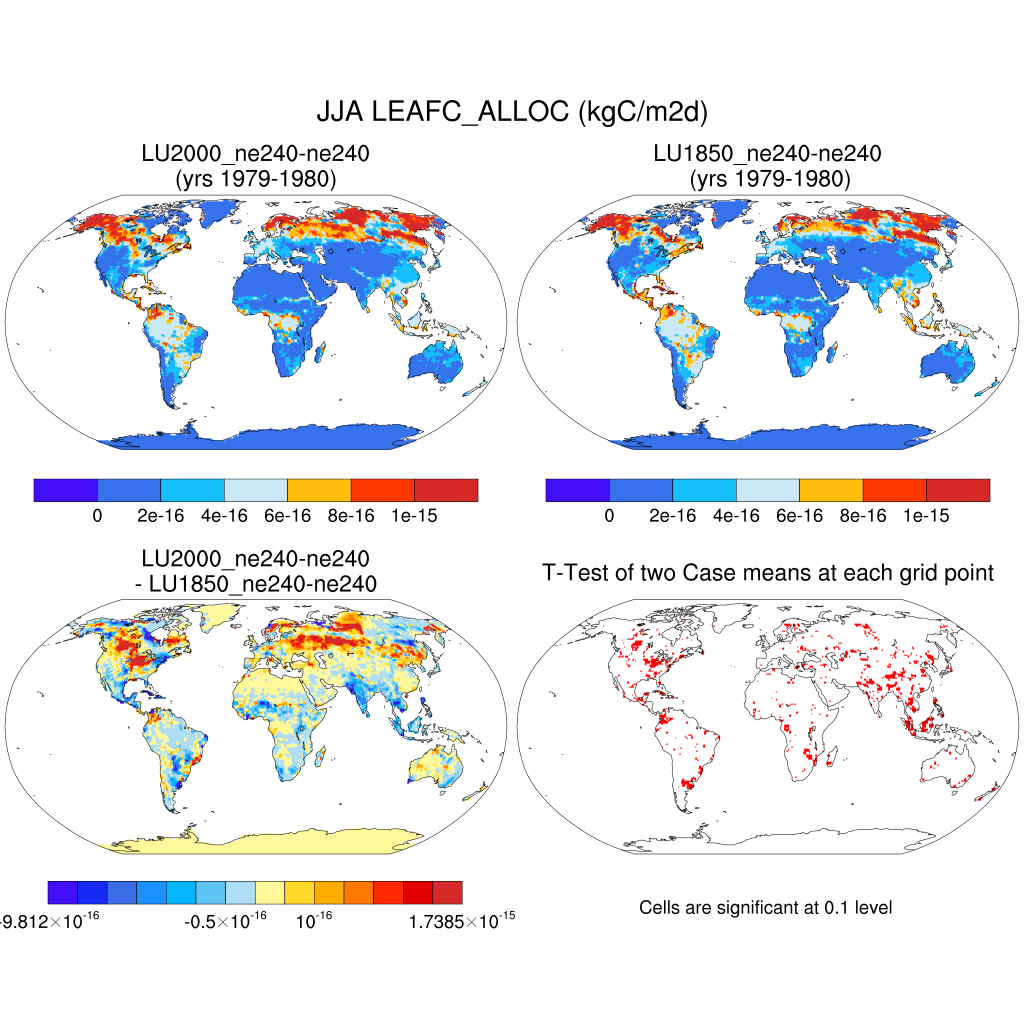 JJA LEAFC_ALLOC (kgC/m2d)
LU2000_ne240-ne240
(yrs 1979-1980)
LU1850_ne240-ne240
(yrs 1979-1980)
0 2e-16 4e-16 6e-16 8e-16 1e-15
0 2e-16 4e-16 6e-16 8e-16 1e-15
LU2000_ne240-ne240
- LU1850_ne240-ne240
T-Test of two Case means at each grid point
-9.812×10^-16 -0.5×10^-16 10^-16 1.7385×10^-15
Cells are significant at 0.1 level